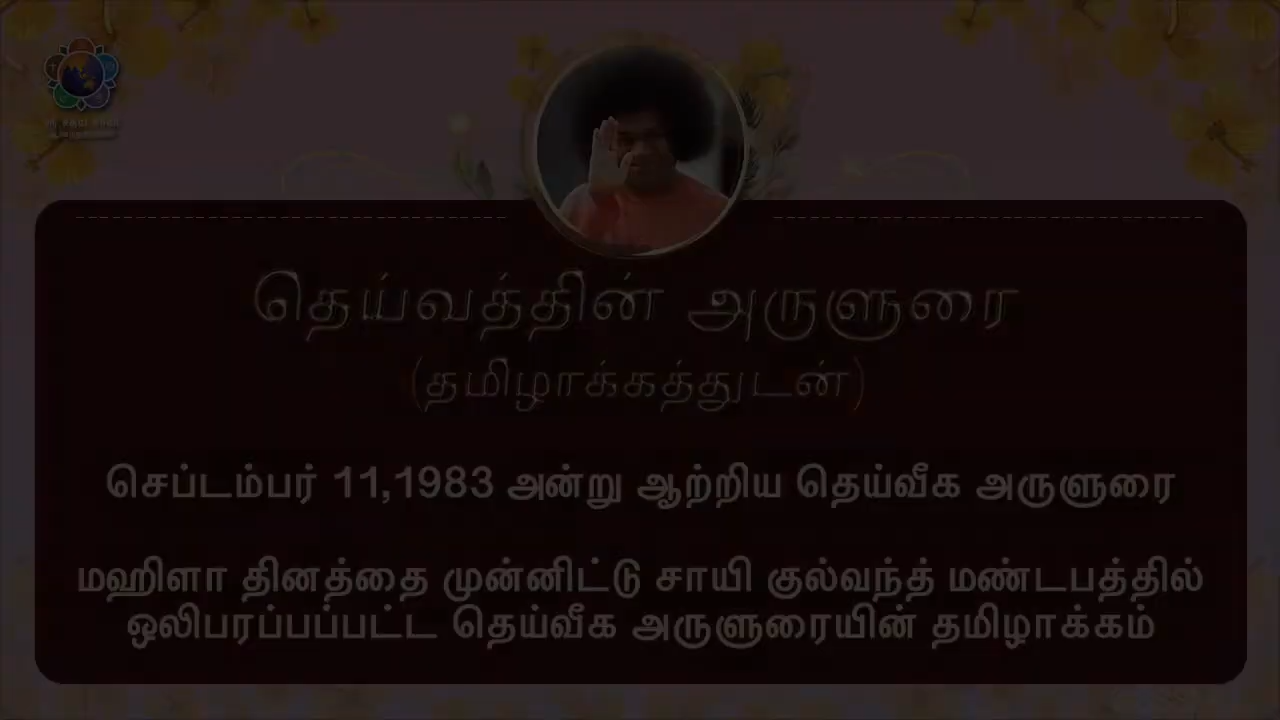 தெய்வத்தின் அருளுரை
(தமிழாக்கத்துடன்)
செப்டம்பர் 11,1983 அன்று ஆற்றிய தெய்வீக அருளுரை
மஹிளா தினத்தை முன்னிட்டு சாயி குல்வந்த் மண்டபத்தில்
ஒலிபரப்பப்பட்ட தெய்வீக அருளுரையின் தமிழாக்கம்